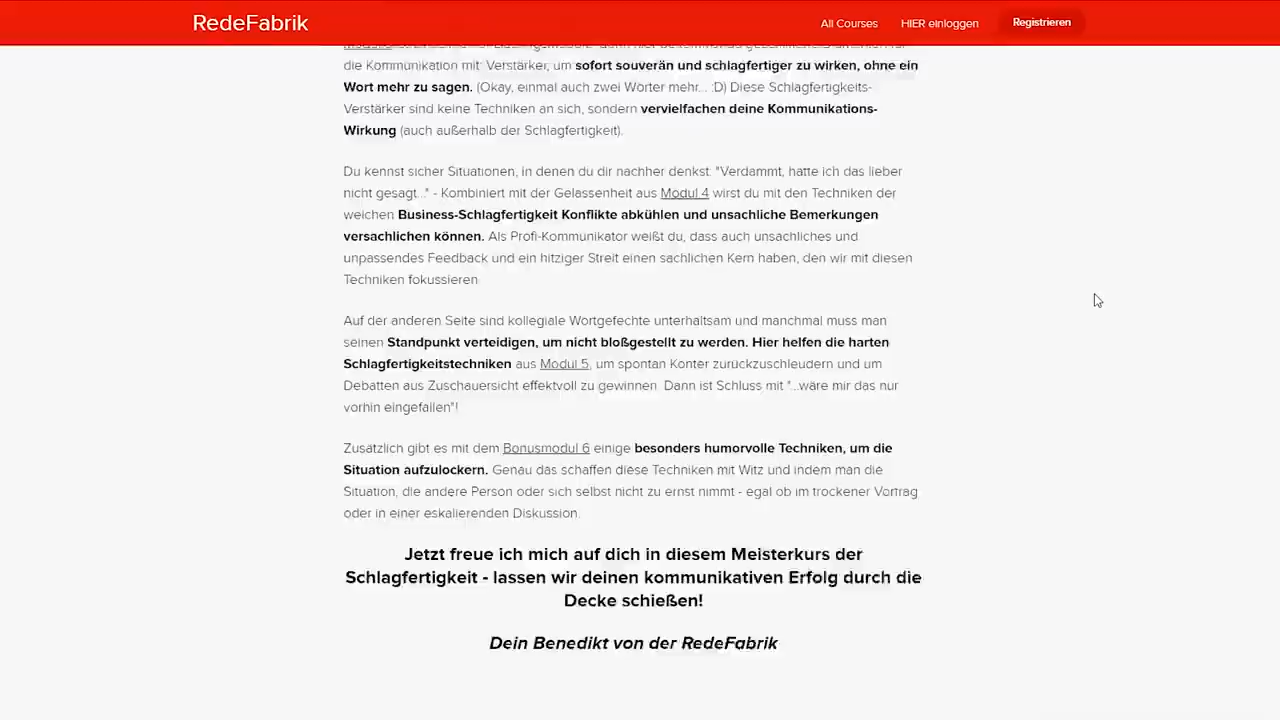 RedeFabrik
All Courses
HIER einloggen
Registrieren
die Kommunikation mit: Verstärker, um sofort souverän und schlagfertiger zu wirken, ohne ein
Wort mehr zu sagen. (Okay, einmal auch zwei Wörter mehr... :D) Diese Schlagfertigkeits-
Verstärker sind keine Techniken an sich, sondern vervielfachen deine Kommunikations-
Wirkung (auch außerhalb der Schlagfertigkeit).
Du kennst sicher Situationen, in denen du dir nachher denkst: "Verdammt, hätte ich das lieber
nicht gesagt..." - Kombiniert mit der Gelassenheit aus Modul 4 wirst du mit den Techniken der
weichen Business-Schlagfertigkeit Konflikte abkühlen und unsachliche Bemerkungen
versachlichen können. Als Profi-Kommunikator weißt du, dass auch unsachliches und
unpassendes Feedback und ein hitziger Streit einen sachlichen Kern haben, den wir mit diesen
Techniken fokussieren.
Auf der anderen Seite sind kollegiale Wortgefechte unterhaltsam und manchmal muss man
seinen Standpunkt verteidigen, um nicht bloßgestellt zu werden. Hier helfen die harten
Schlagfertigkeitstechniken aus Modul 5, um spontan Konter zurückzuschleudern und um
Debatten aus Zuschauersicht effektvoll zu gewinnen. Dann ist Schluss mit "...wäre mir das nur
vorhin eingefallen"!
Zusätzlich gibt es mit dem Bonusmodul 6 einige besonders humorvolle Techniken, um die
Situation aufzulockern. Genau das schaffen diese Techniken mit Witz und indem man die
Situation, die andere Person oder sich selbst nicht zu ernst nimmt - egal ob im trockener Vortrag
oder in einer eskalierenden Diskussion.
Jetzt freue ich mich auf dich in diesem Meisterkurs der
Schlagfertigkeit - lassen wir deinen kommunikativen Erfolg durch die
Decke schießen!
Dein Benedikt von der RedeFabrik